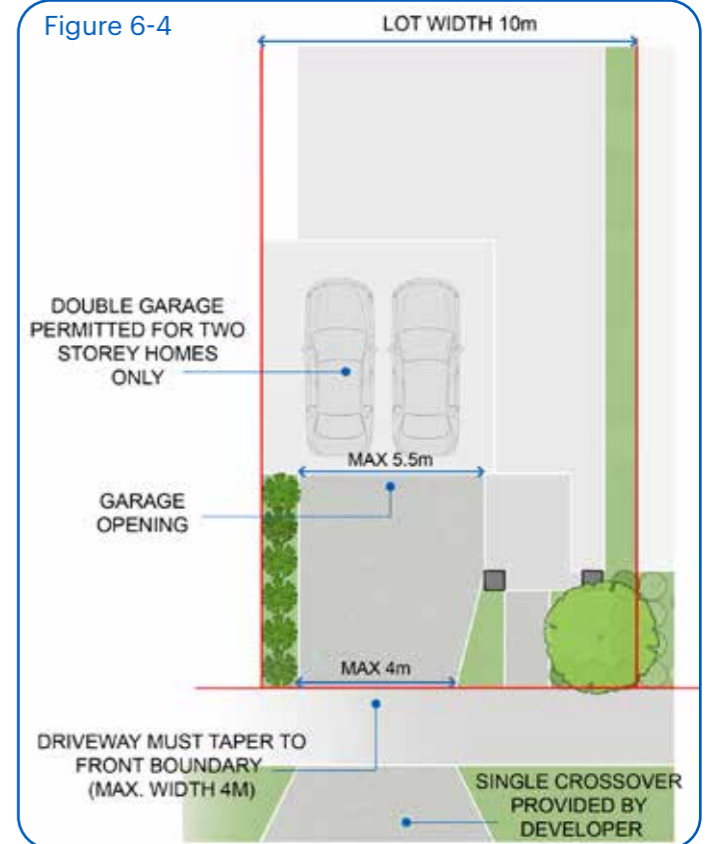 Figure 6-4
LOT WIDTH 10m
DOUBLE GARAGE
PERMITTED FOR TWO
STOREY HOMES
ONLY
MAX 5.5m
GARAGE
OPENING
MAX 4m
DRIVEWAY MUST TAPER TO
FRONT BOUNDARY
(MAX. WIDTH 4M)
SINGLE CROSSOVER
PROVIDED BY
DEVELOPER